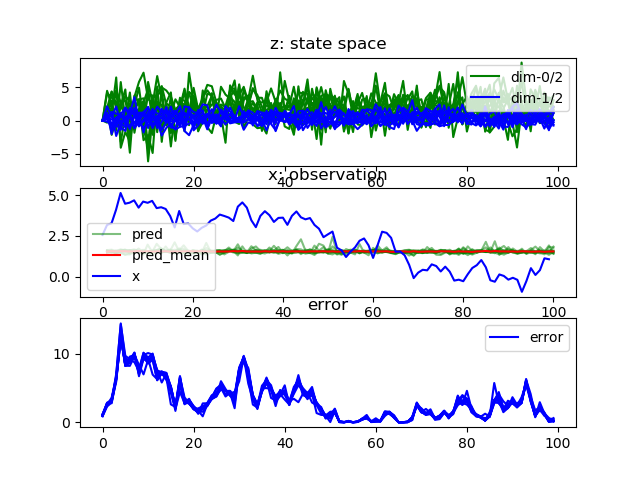 z: state space
5
0
−5
dim-0/2
dim-1/2
0 20 40 60 80 100
x: observation
5.0
2.5
0.0
pred
pred_mean
x
0 20 40 60 80 100
error
10
0
error
0 20 40 60 80 100